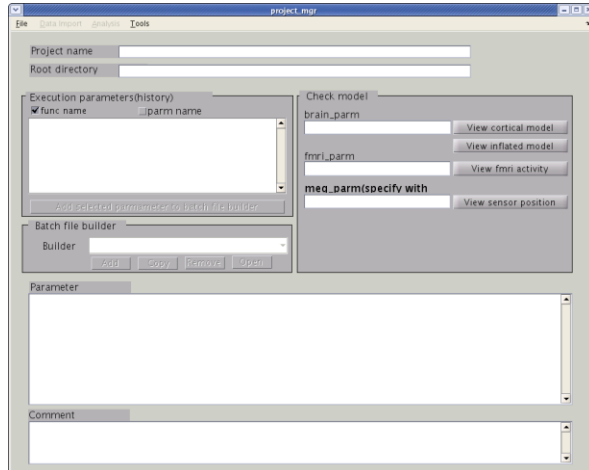 project_mgr
File Data Import Analysis Tools
Project name
Root directory
Execution parameters(history)
func name parm name
Add selected parmameter to batch file builder
Batch file builder
Builder
Add Copy Remove Open
Check model
brain_parm
View cortical model
View inflated model
fmri_parm
View fmri activity
meg_parm(specify with
View sensor position
Parameter
Comment